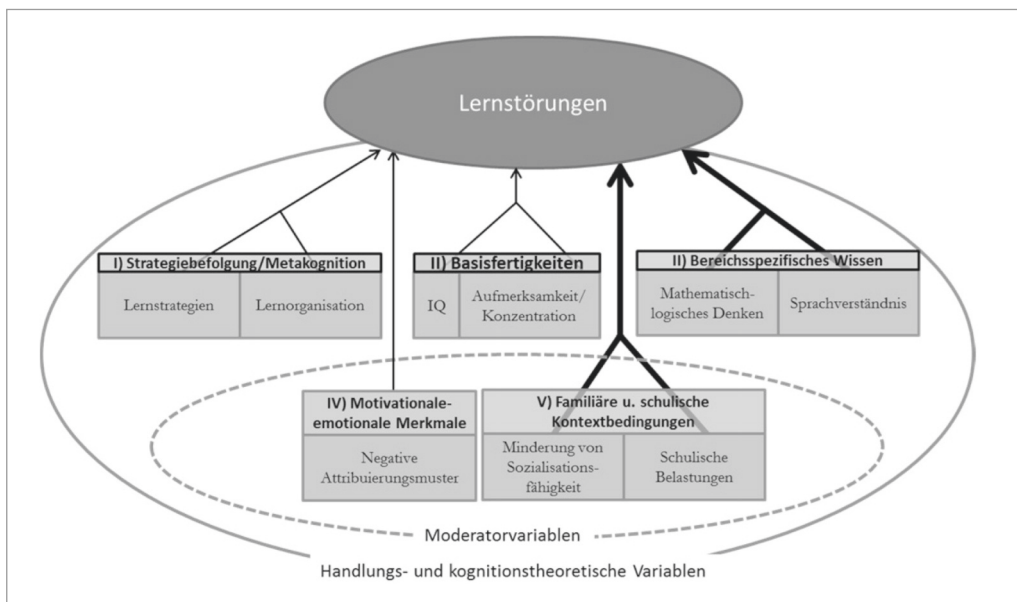 Lernstörungen
I) Strategiebefolgung/Metakognition
Lernstrategien
Lernorganisation
II) Basisfertigkeiten
IQ
Aufmerksamkeit/
Konzentration
II) Bereichsspezifisches Wissen
Mathematisch-
logisches Denken
Sprachverständnis
IV) Motivationale-
emotionale Merkmale
Negative
Attribuierungsmuster
V) Familiäre u. schulische
Kontextbedingungen
Minderung von
Sozialisations-
fähigkeit
Schulische
Belastungen
Moderatorvariablen
Handlungs- und kognitionstheoretische Variablen